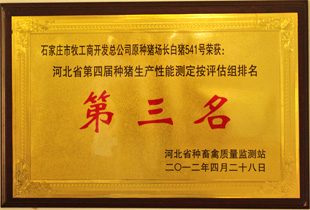 石家庄市牧工商开发总公司原种猪场长白猪541号荣获：
河北省第四届种猪生产性能测定按评估组排名
第三名
河北省种畜禽质量监测站
二〇一二年四月二十八日